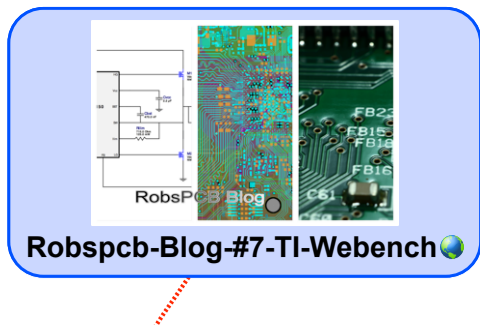 FB23
FB15
FB18
FB16
C61
RobsPCB Blog
Robspcb-Blog-#7-TI-Webench